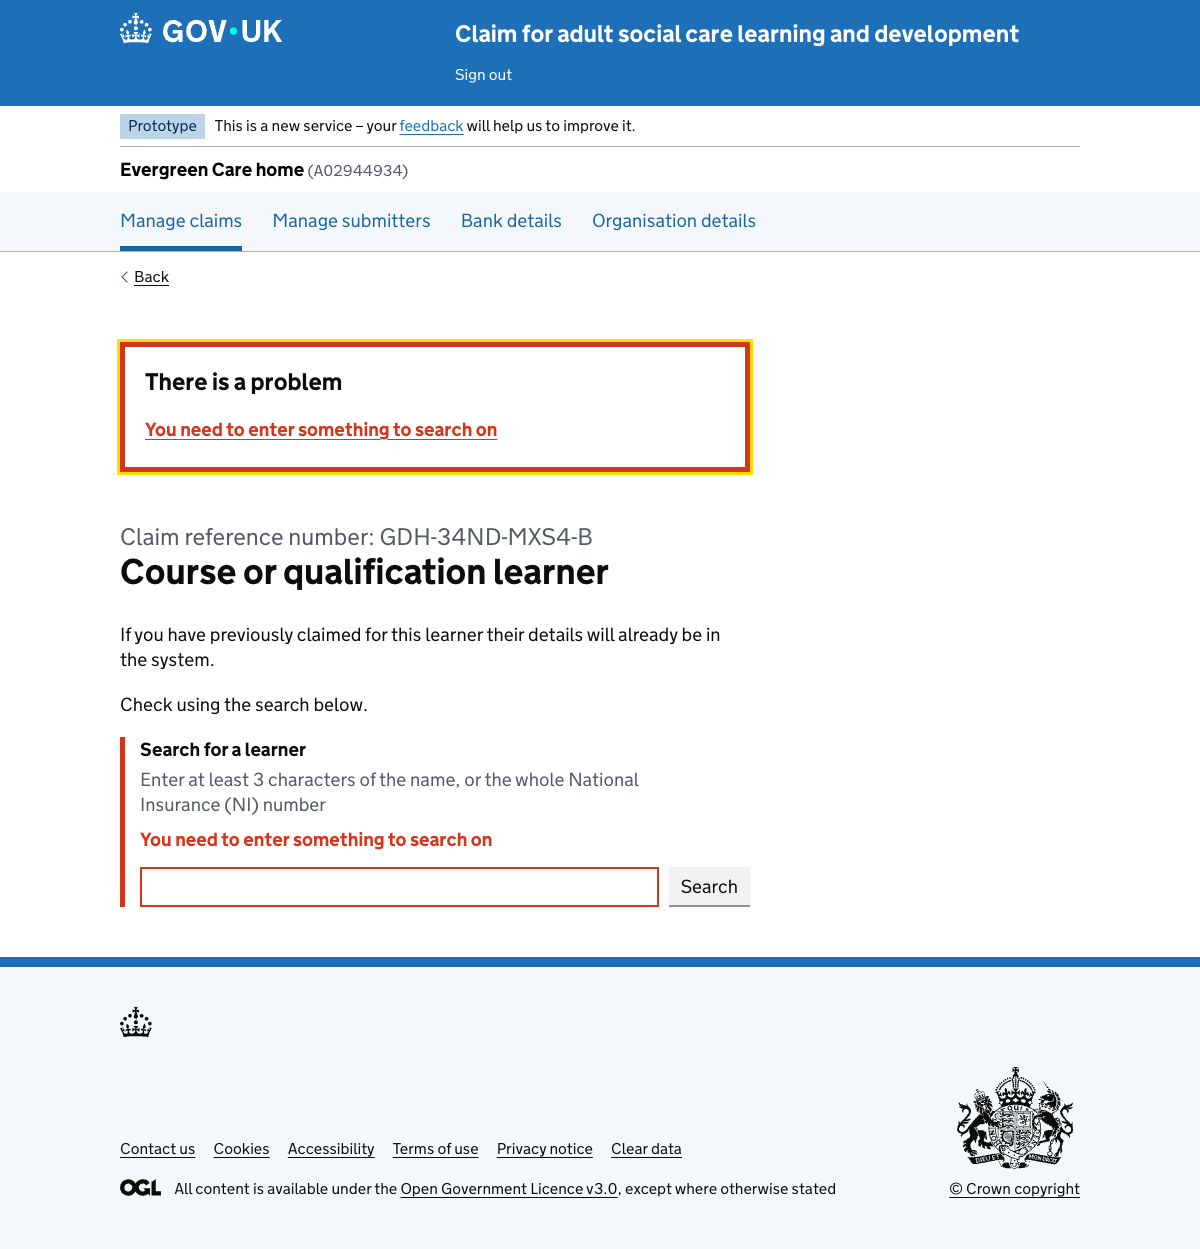 GOV·UK
Claim for adult social care learning and development
Sign out
Prototype This is a new service – your feedback will help us to improve it.
Evergreen Care home (A02944934)
Manage claims Manage submitters Bank details Organisation details
Back
There is a problem
You need to enter something to search on
Claim reference number: GDH-34ND-MXS4-B
Course or qualification learner
If you have previously claimed for this learner their details will already be in
the system.
Check using the search below.
Search for a learner
Enter at least 3 characters of the name, or the whole National
Insurance (NI) number
You need to enter something to search on
Search
Contact us Cookies Accessibility Terms of use Privacy notice Clear data
OGL All content is available under the Open Government Licence v3.0, except where otherwise stated
© Crown copyright